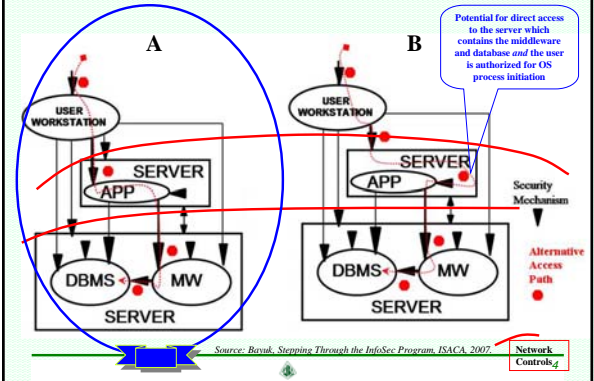 A
B
Potential for direct access
to the server which
contains the middleware
and database and the user
is authorized for OS
process initiation
USER
WORKSTATION
SERVER
APP
DBMS
MW
SERVER
USER
WORKSTATION
SERVER
APP
DBMS
MW
SERVER
Security
Mechanism
Alternative
Access
Path
Source: Bayuk, Stepping Through the InfoSec Program, ISACA, 2007.
Network
Controls4